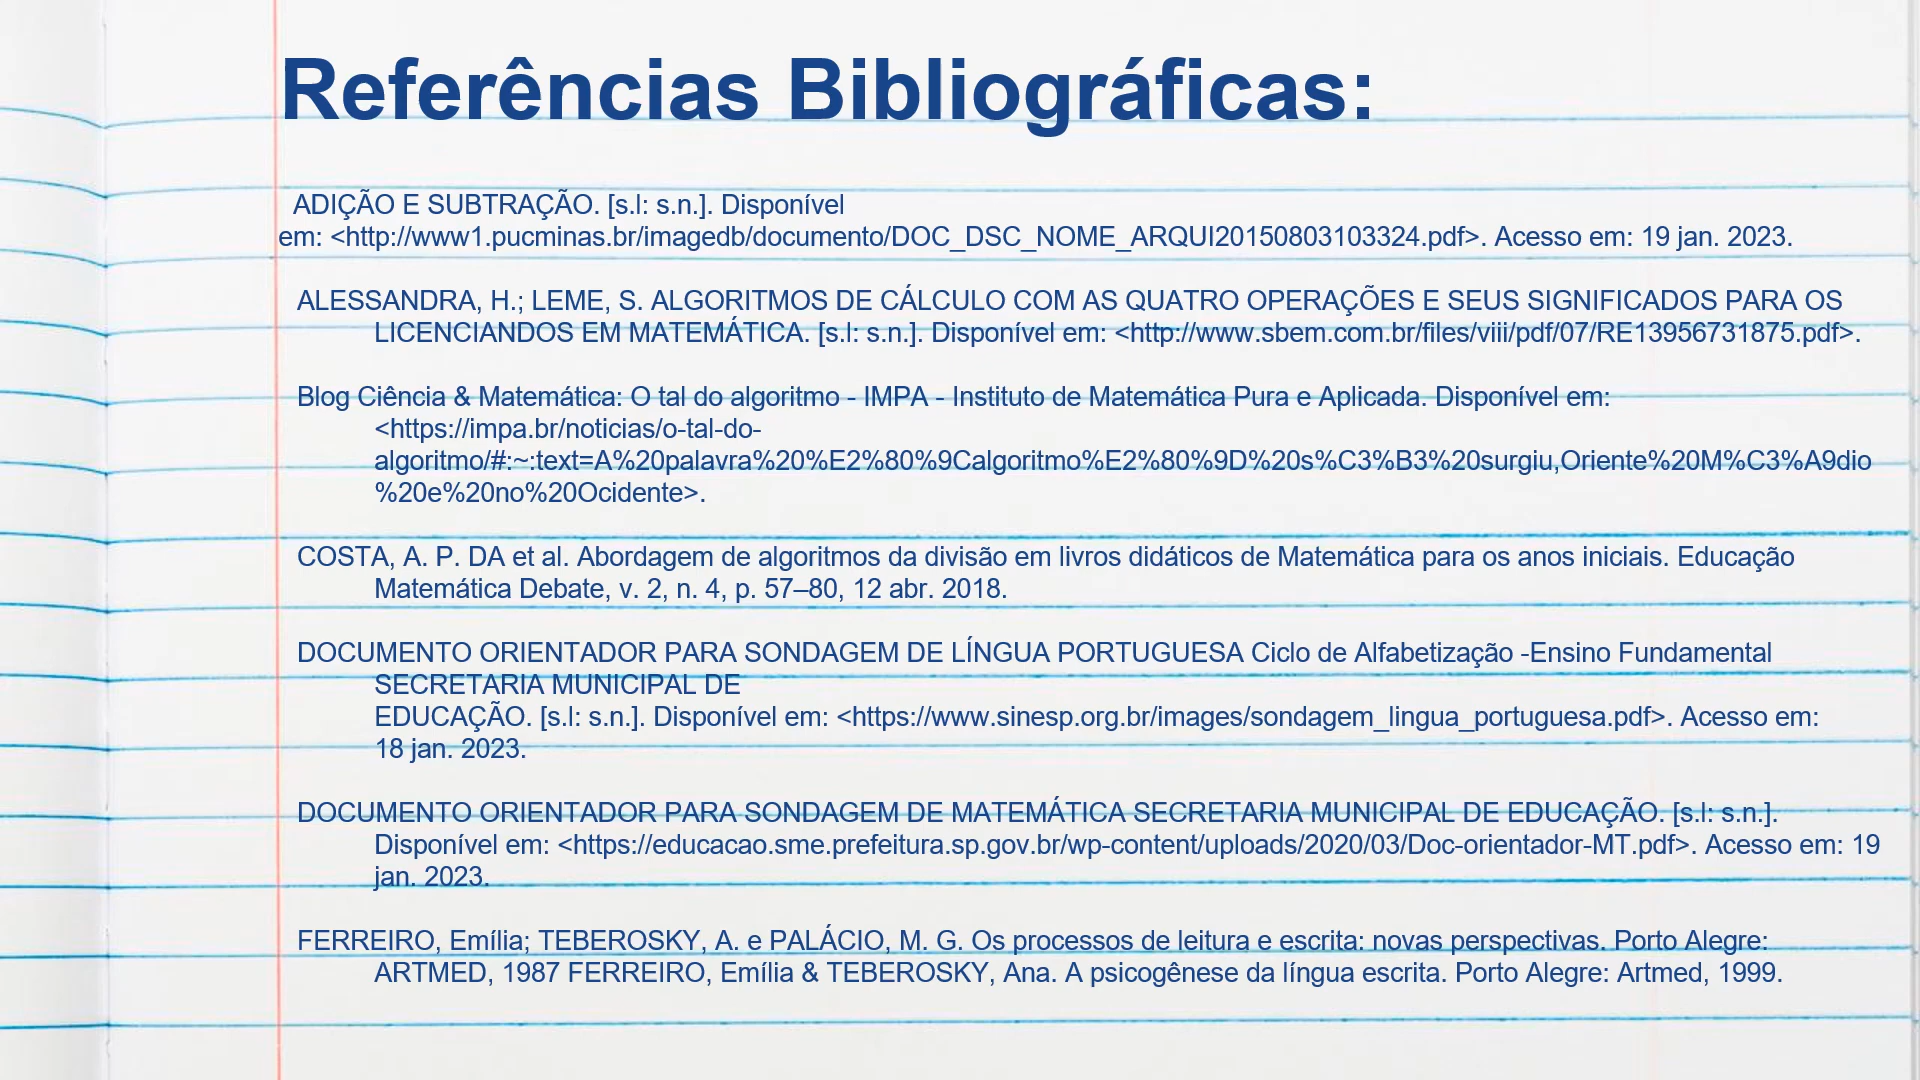 Referências Bibliográficas:
ADIÇÃO E SUBTRAÇÃO. [s.l: s.n.]. Disponível
em: <http://www1.pucminas.br/imagedb/documento/DOC_DSC_NOME_ARQUI20150803103324.pdf>. Acesso em: 19 jan. 2023.
ALESSANDRA, H.; LEME, S. ALGORITMOS DE CÁLCULO COM AS QUATRO OPERAÇÕES E SEUS SIGNIFICADOS PARA OS
LICENCIANDOS EM MATEMÁTICA. [s.l: s.n.]. Disponível em: <http://www.sbem.com.br/files/viii/pdf/07/RE13956731875.pdf>.
Blog Ciência & Matemática: O tal do algoritmo - IMPA - Instituto de Matemática Pura e Aplicada. Disponível em:
<https://impa.br/noticias/o-tal-do-
algoritmo/#:~:text=A%20palavra%20%E2%80%9Calgoritmo%E2%80%9D%20s%C3%B3%20surgiu,Oriente%20M%C3%A9dio
%20e%20no%20Ocidente>.
COSTA, A. P. DA et al. Abordagem de algoritmos da divisão em livros didáticos de Matemática para os anos iniciais. Educação
Matemática Debate, v. 2, n. 4, p. 57–80, 12 abr. 2018.
DOCUMENTO ORIENTADOR PARA SONDAGEM DE LÍNGUA PORTUGUESA Ciclo de Alfabetização -Ensino Fundamental
SECRETARIA MUNICIPAL DE
EDUCAÇÃO. [s.l: s.n.]. Disponível em: <https://www.sinesp.org.br/images/sondagem_lingua_portuguesa.pdf>. Acesso em:
18 jan. 2023.
DOCUMENTO ORIENTADOR PARA SONDAGEM DE MATEMÁTICA SECRETARIA MUNICIPAL DE EDUCAÇÃO. [s.l: s.n.].
Disponível em: <https://educacao.sme.prefeitura.sp.gov.br/wp-content/uploads/2020/03/Doc-orientador-MT.pdf>. Acesso em: 19
jan. 2023.
FERREIRO, Emília; TEBEROSKY, A. e PALÁCIO, M. G. Os processos de leitura e escrita: novas perspectivas. Porto Alegre:
ARTMED, 1987 FERREIRO, Emília & TEBEROSKY, Ana. A psicogênese da língua escrita. Porto Alegre: Artmed, 1999.